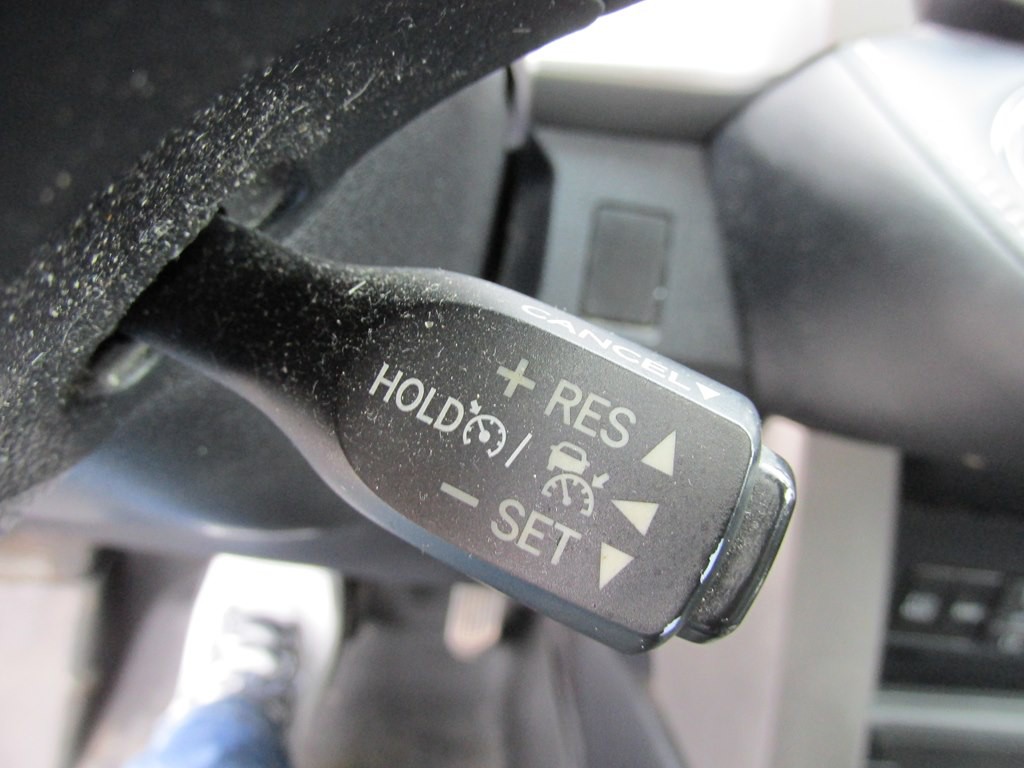 CANCEL
+ RES
HOLD /
- SET